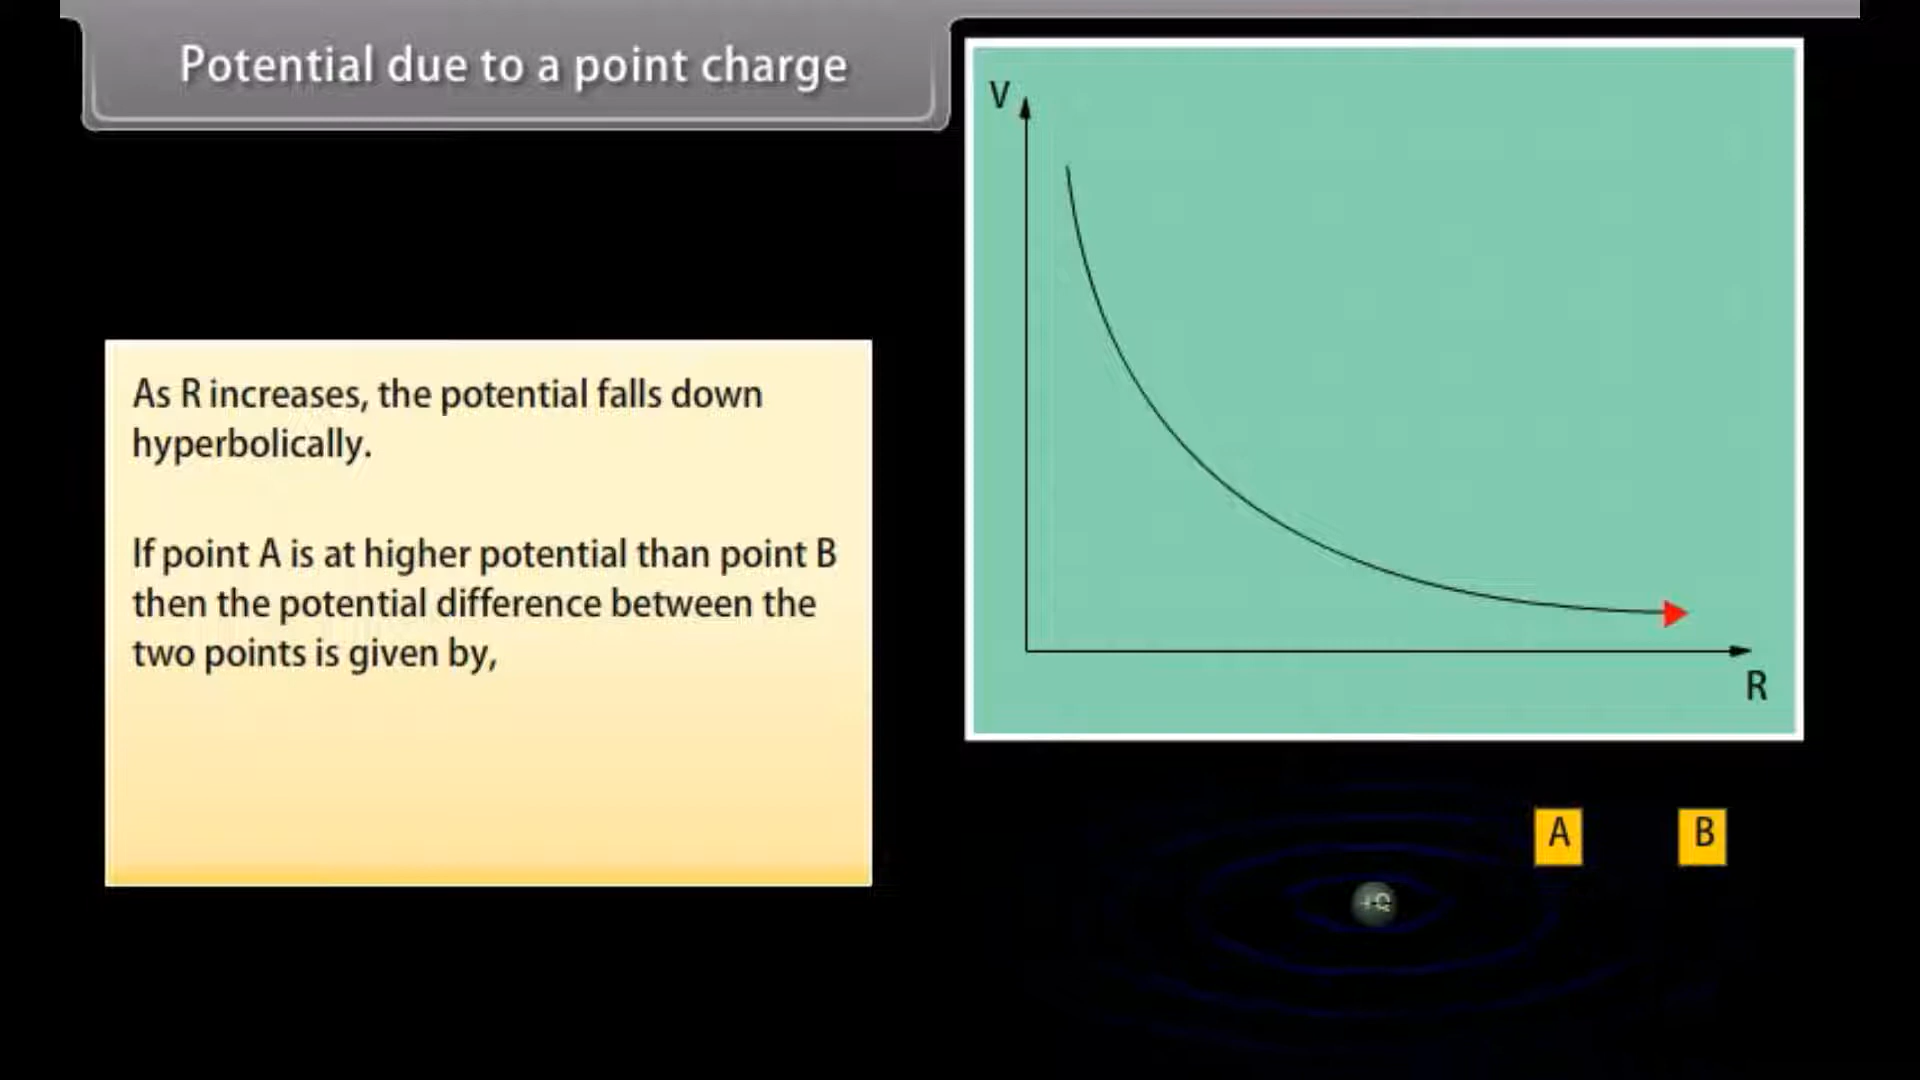 Potential due to a point charge
V
As R increases, the potential falls down
hyperbolically.
If point A is at higher potential than point B
then the potential difference between the
two points is given by,
R
A
B
+Q